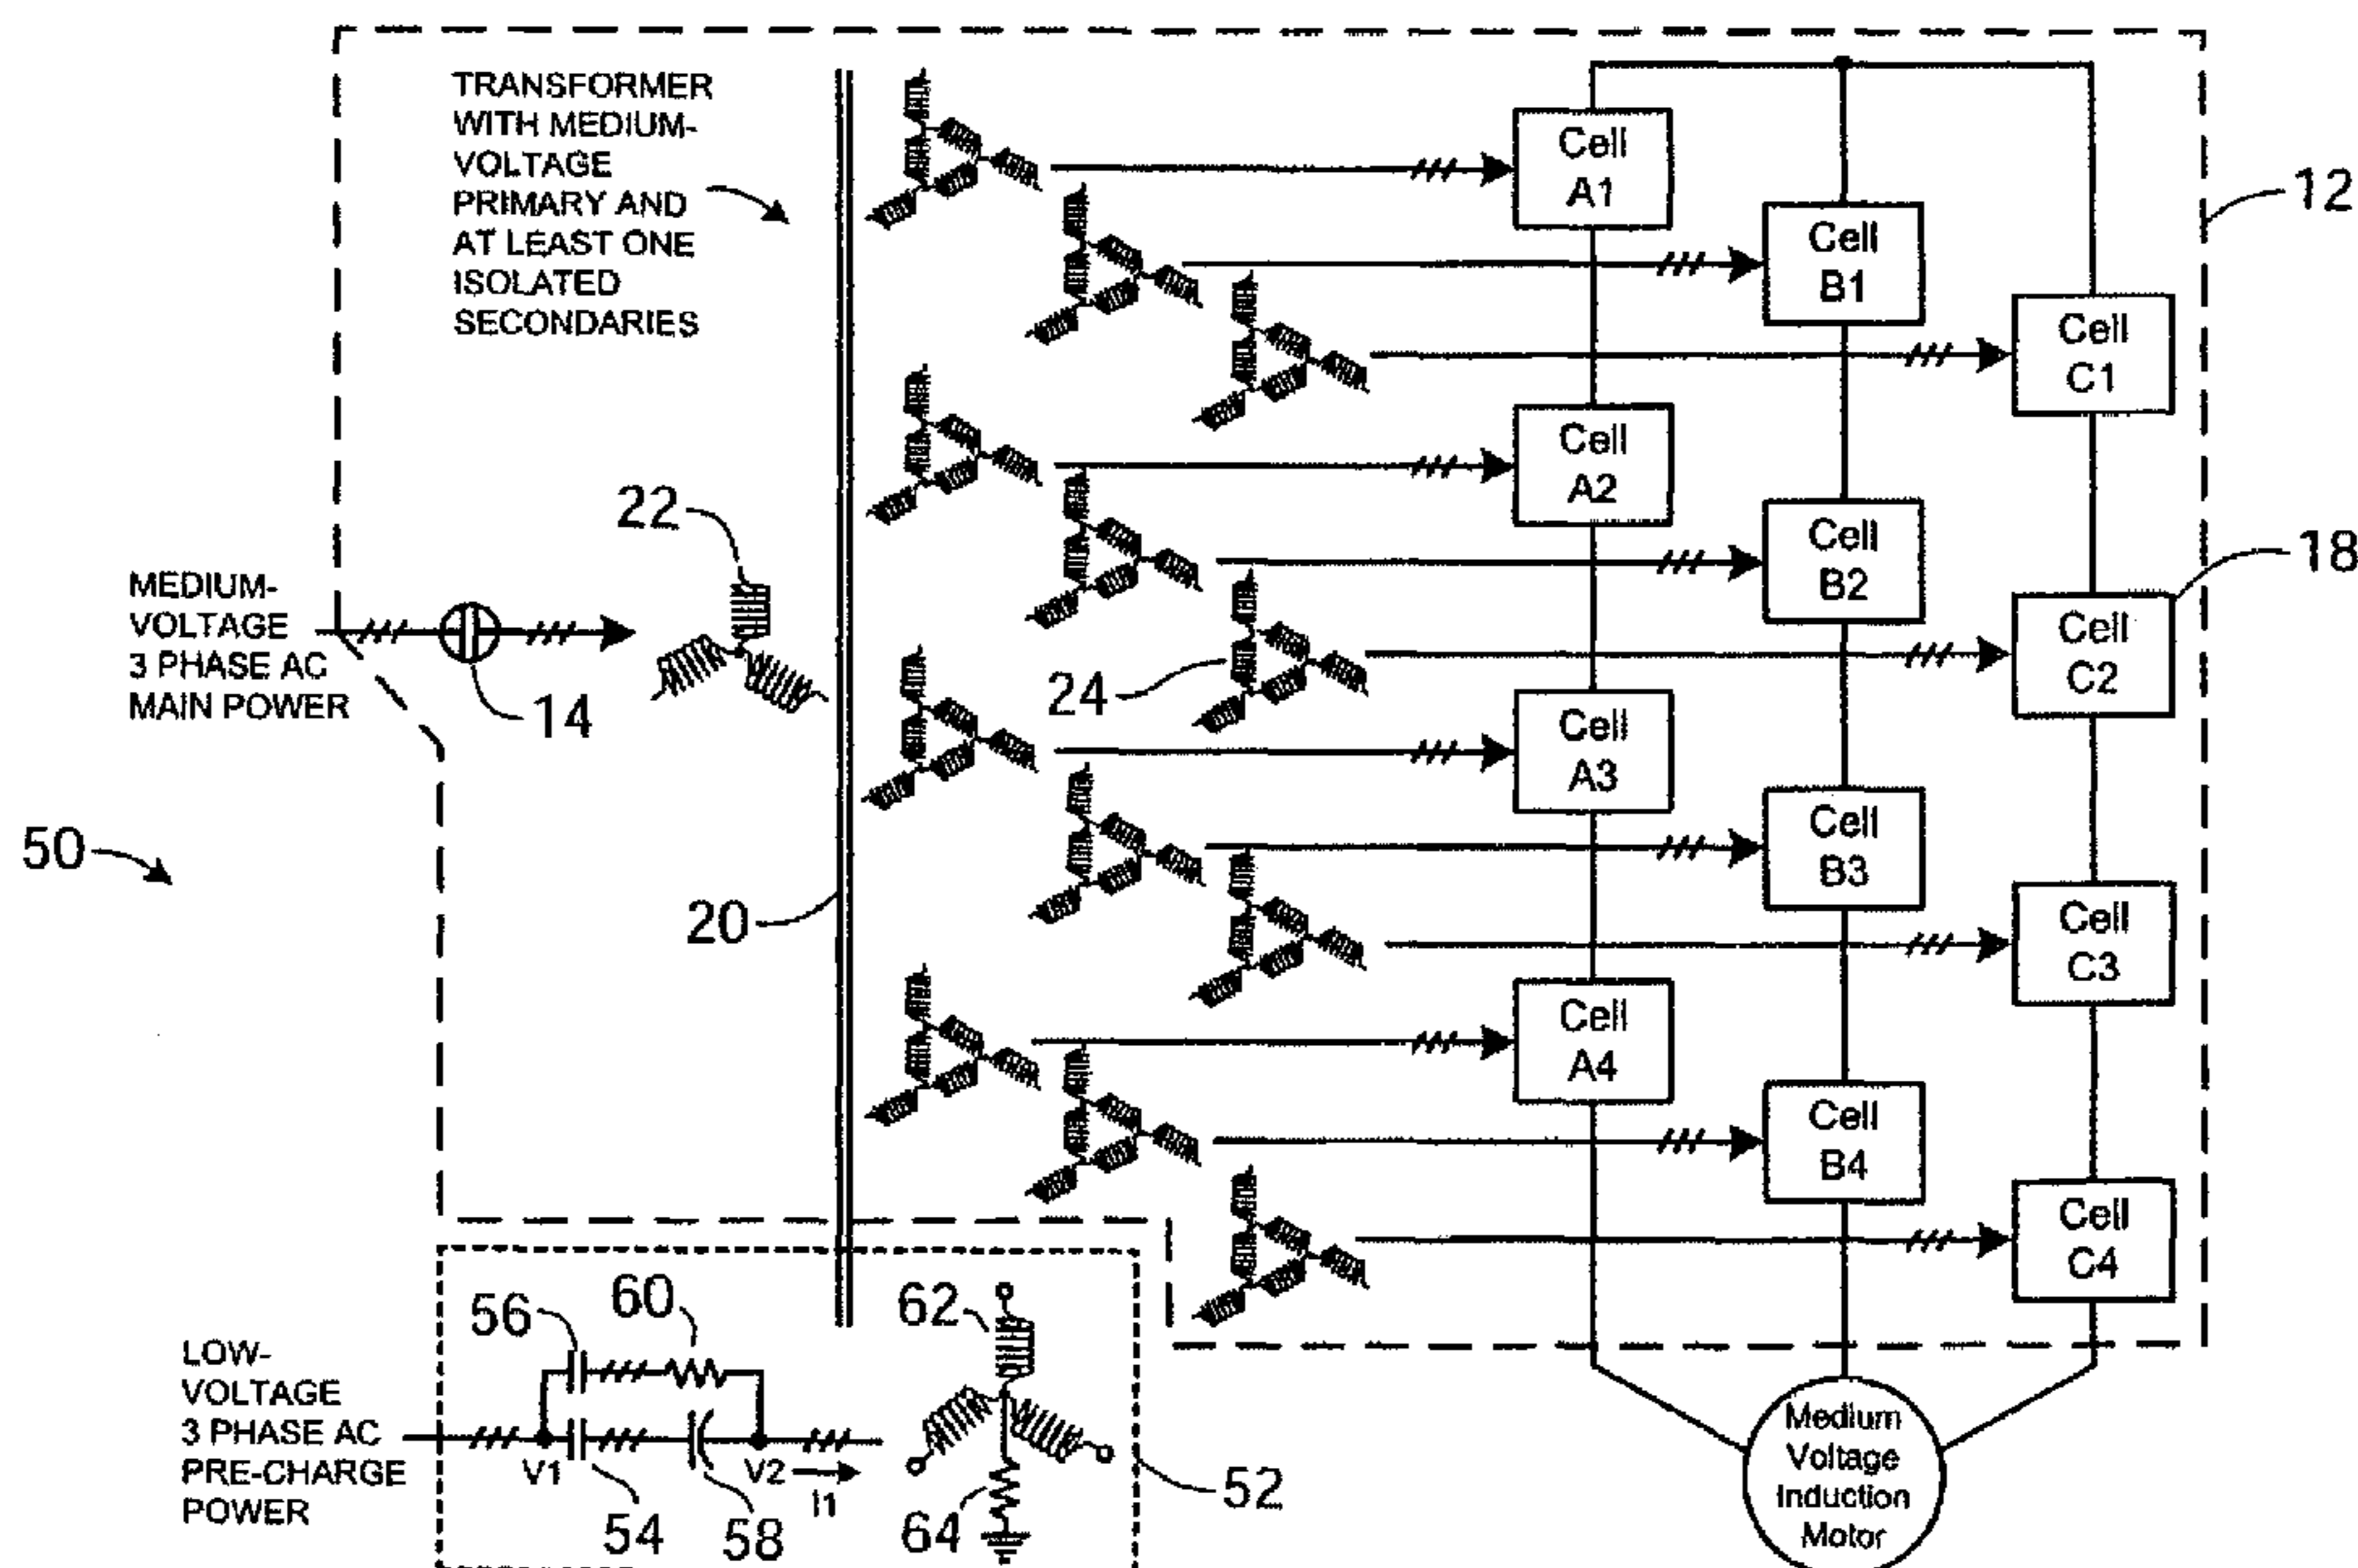 TRANSFORMER
WITH MEDIUM-
VOLTAGE
PRIMARY AND
AT LEAST ONE
ISOLATED
SECONDARIES
Cell
A1
Cell
B1
Cell
C1
12
Cell
A2
Cell
B2
Cell
C2
18
22
24
MEDIUM-
VOLTAGE
3 PHASE AC
MAIN POWER
14
Cell
A3
Cell
B3
Cell
C3
50
20
Cell
A4
Cell
B4
Cell
C4
56
60
62
LOW-
VOLTAGE
3 PHASE AC
PRE-CHARGE
POWER
V1
V2
I1
54
58
64
52
Medium
Voltage
Induction
Motor